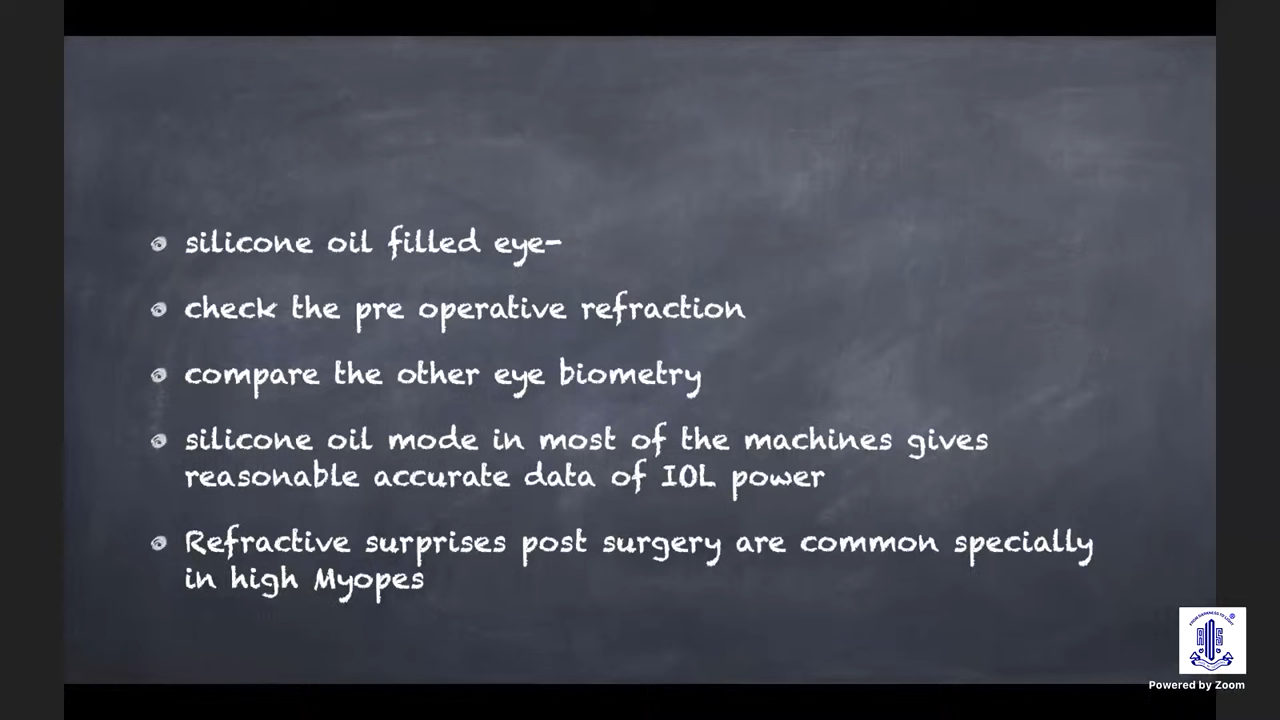 silicone oil filled eye-
check the pre operative refraction
compare the other eye biometry
silicone oil mode in most of the machines gives
reasonable accurate data of IOL power
Refractive surprises post surgery are common specially
in high Myopes
Powered by Zoom